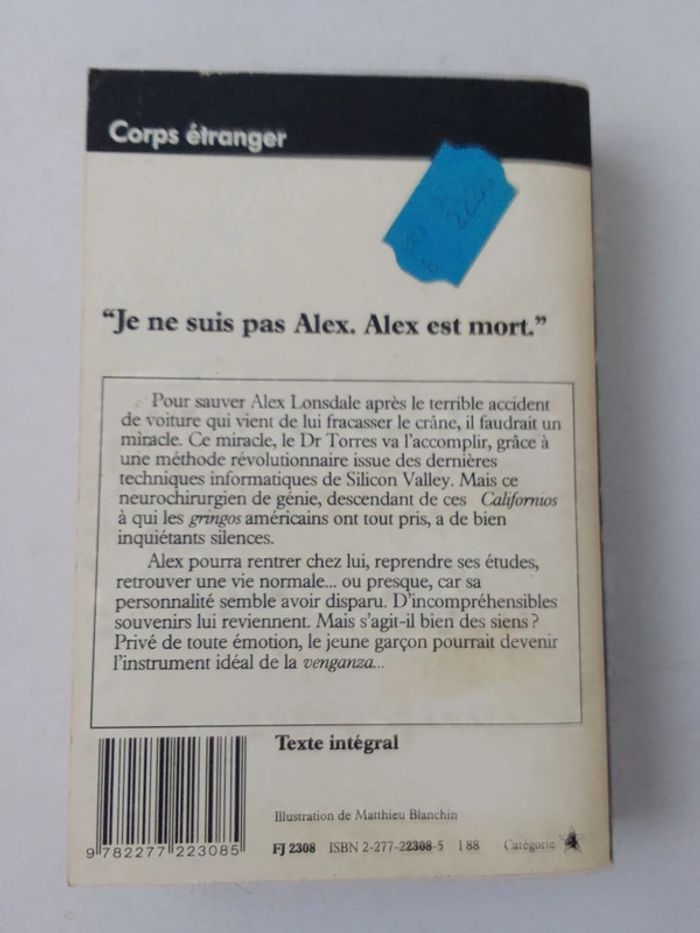 Corps étranger
“Je ne suis pas Alex. Alex est mort.”
Pour sauver Alex Lonsdale après le terrible accident
de voiture qui vient de lui fracasser le crâne, il faudrait un
miracle. Ce miracle, le Dr Torres va l'accomplir, grâce à
une méthode révolutionnaire issue des dernières
techniques informatiques de Silicon Valley. Mais ce
neurochirurgien de génie, descendant de ces Californios
à qui les gringos américains ont tout pris, a de bien
inquiétants silences.
Alex pourra rentrer chez lui, reprendre ses études,
retrouver une vie normale... ou presque, car sa
personnalité semble avoir disparu. D'incompréhensibles
souvenirs lui reviennent. Mais s'agit-il bien des siens ?
Privé de toute émotion, le jeune garçon pourrait devenir
l'instrument idéal de la venganza...
Texte intégral
Illustration de Matthieu Blanchin
9 782277 223085
FJ 2308 ISBN 2-277-22308-5 188 Catégorie 4